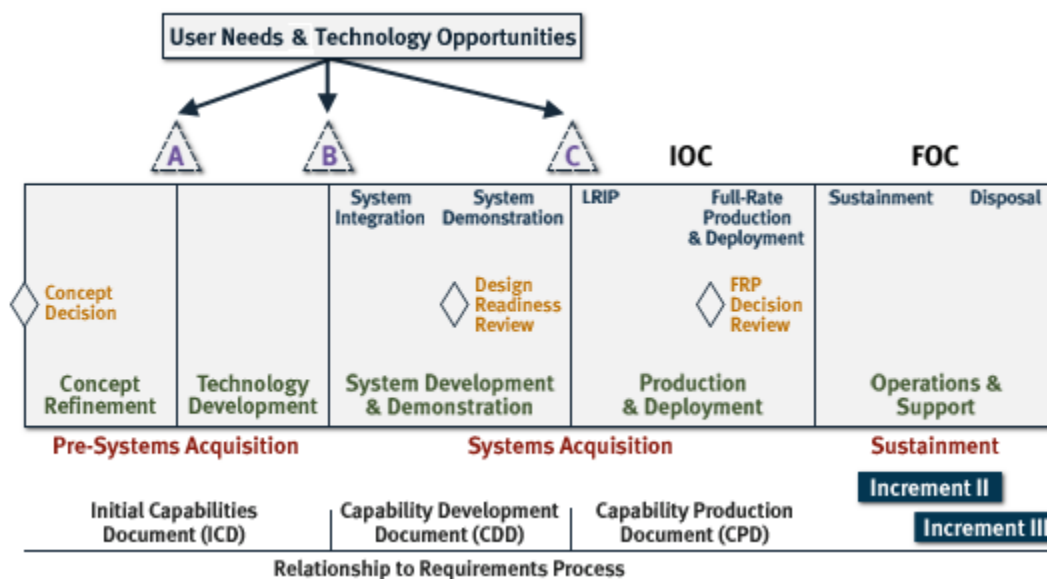 User Needs & Technology Opportunities
A
B
C
IOC
FOC
System
Integration
System
Demonstration
LRIP
Full-Rate
Production
& Deployment
Sustainment
Disposal
Concept
Decision
Design
Readiness
Review
FRP
Decision
Review
Concept
Refinement
Technology
Development
System Development
& Demonstration
Production
& Deployment
Operations &
Support
Pre-Systems Acquisition
Systems Acquisition
Sustainment
Increment II
Increment III
Initial Capabilities
Document (ICD)
Capability Development
Document (CDD)
Capability Production
Document (CPD)
Relationship to Requirements Process